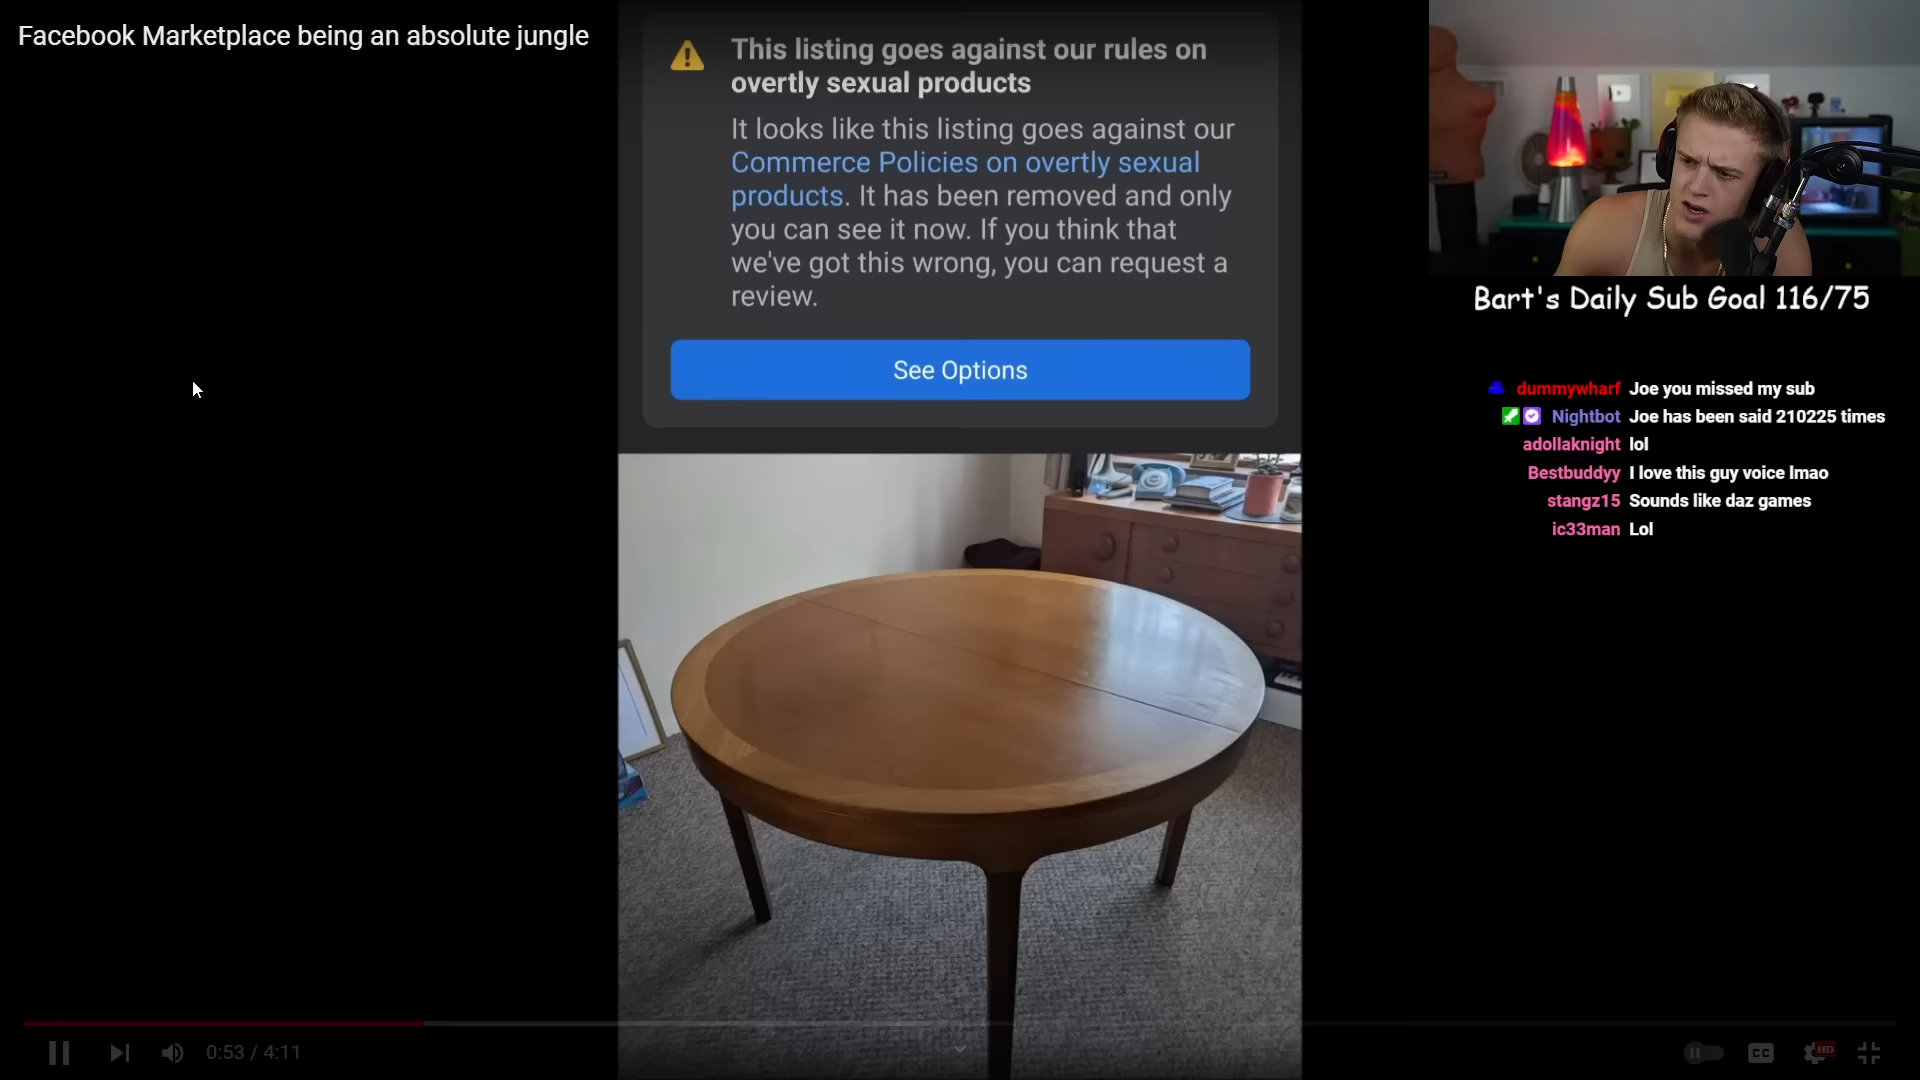 Facebook Marketplace being an absolute jungle
This listing goes against our rules on
overtly sexual products
It looks like this listing goes against our
Commerce Policies on overtly sexual
products. It has been removed and only
you can see it now. If you think that
we've got this wrong, you can request a
review.
See Options
Bart's Daily Sub Goal 116/75
dummywharf Joe you missed my sub
Nightbot Joe has been said 210225 times
adollaknight lol
Bestbuddyy I love this guy voice lmao
stangz15 Sounds like daz games
ic33man Lol
0:53 / 4:11
CC
HD